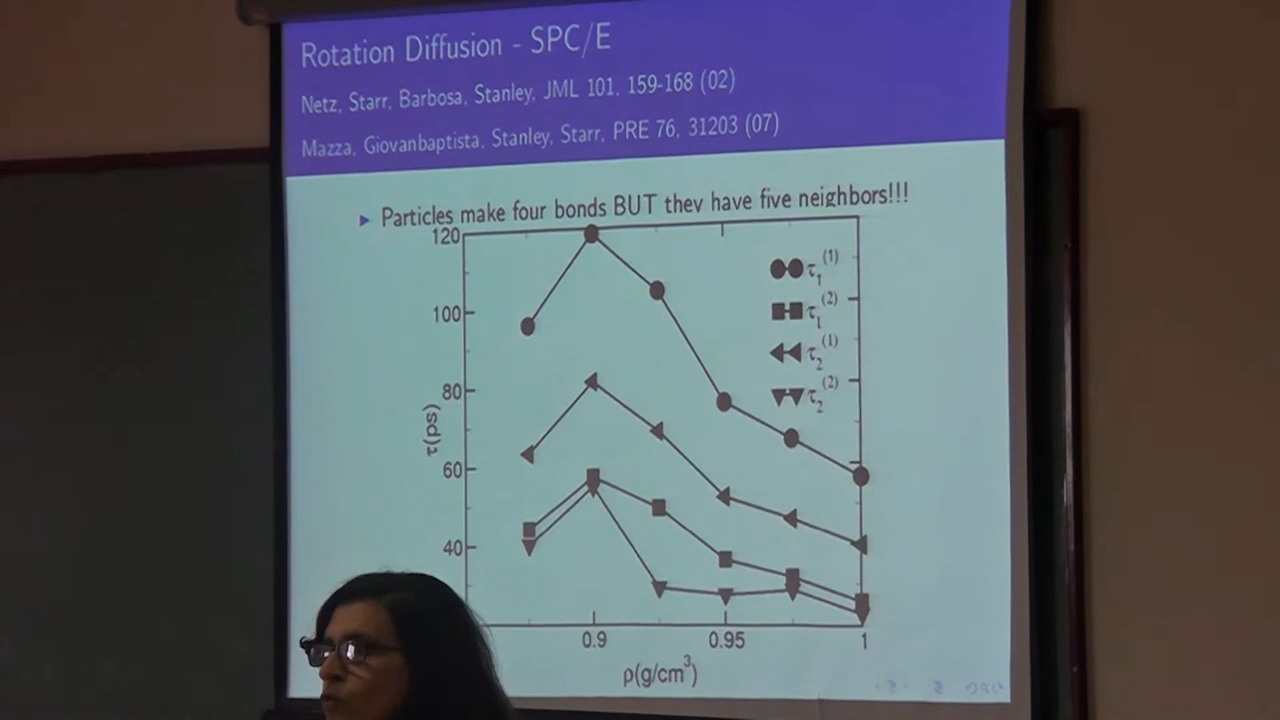 Rotation Diffusion - SPC/E
Netz, Starr, Barbosa, Stanley, JML 101, 159-168 (02)
Mazza, Giovanbaptista, Stanley, Starr, PRE 76, 31203 (07)
▶ Particles make four bonds BUT they have five neighbors!!!
120
100
80
60
40
τ(ps)
τ₁⁽¹⁾
τ₁⁽²⁾
τ₂⁽¹⁾
τ₂⁽²⁾
0.9 0.95 1
ρ(g/cm³)